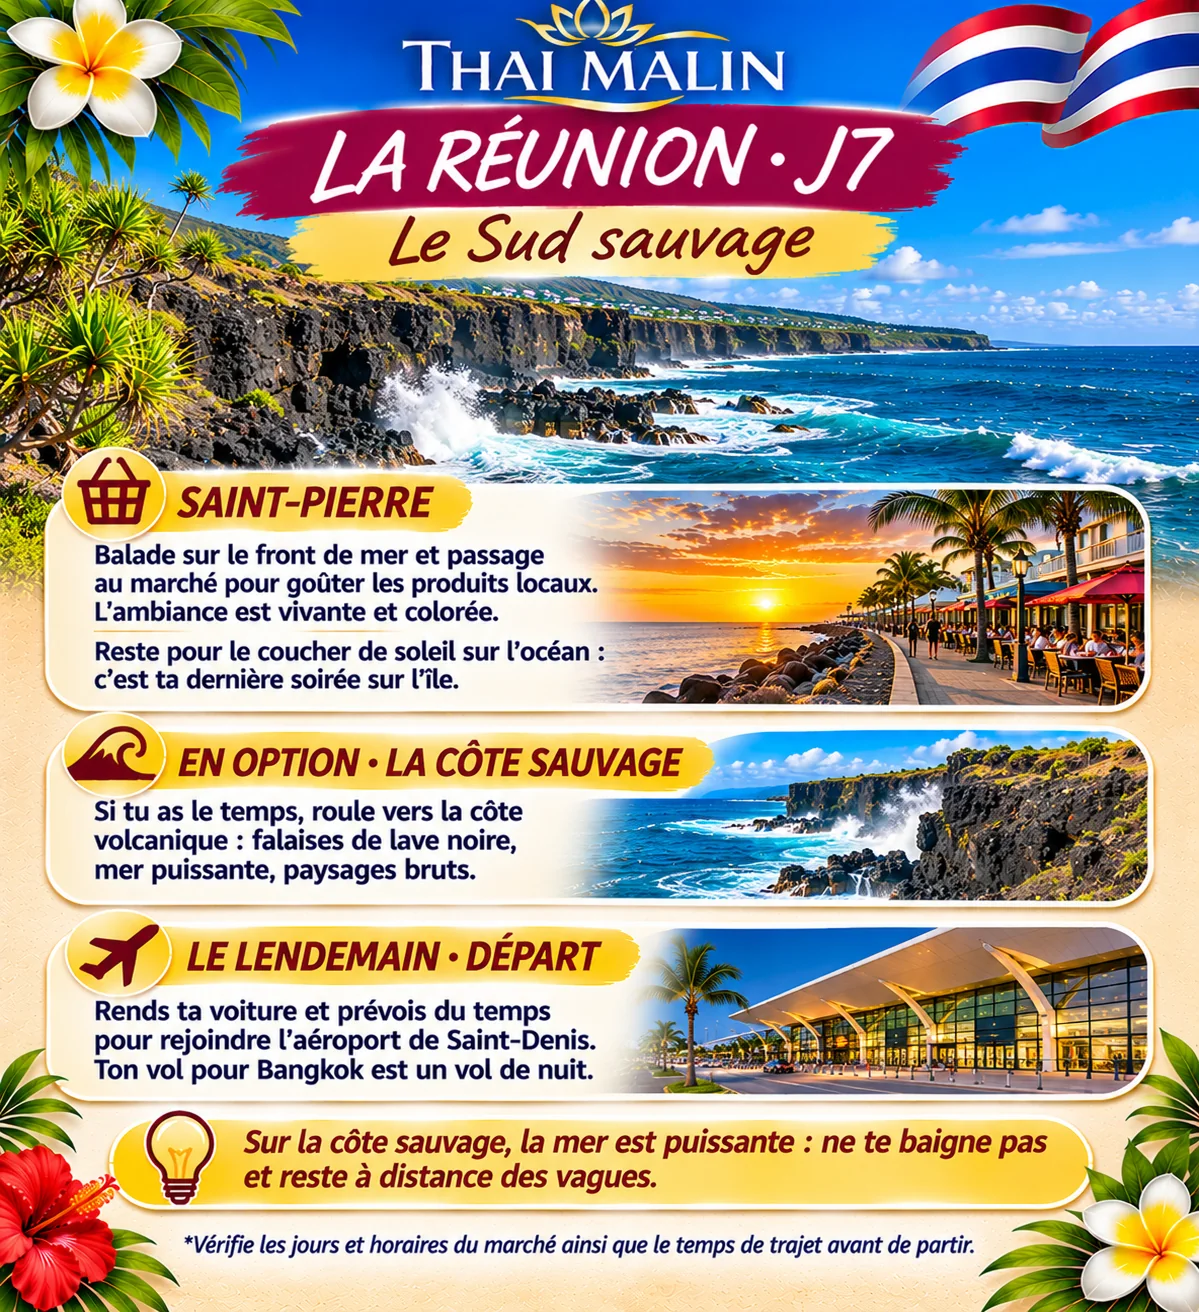 THAI MALIN
LA RÉUNION • J7
Le Sud sauvage
SAINT-PIERRE
Balade sur le front de mer et passage
au marché pour goûter les produits locaux.
L'ambiance est vivante et colorée.
Reste pour le coucher de soleil sur l'océan :
c'est ta dernière soirée sur l'île.
EN OPTION • LA CÔTE SAUVAGE
Si tu as le temps, roule vers la côte
volcanique : falaises de lave noire,
mer puissante, paysages bruts.
LE LENDEMAIN • DÉPART
Rends ta voiture et prévois du temps
pour rejoindre l'aéroport de Saint-Denis.
Ton vol pour Bangkok est un vol de nuit.
Sur la côte sauvage, la mer est puissante : ne te baigne pas
et reste à distance des vagues.
*Vérifie les jours et horaires du marché ainsi que le temps de trajet avant de partir.